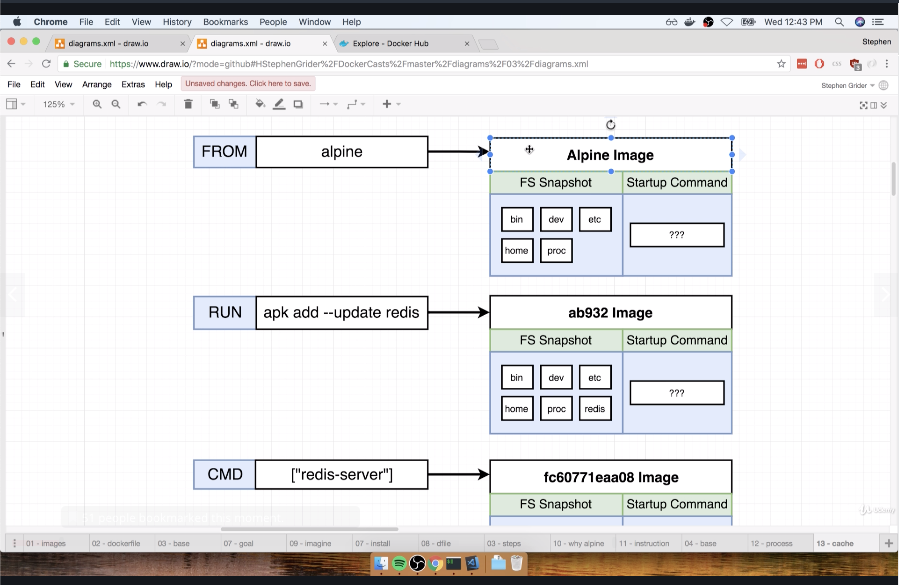 Chrome File Edit View History Bookmarks People Window Help Wed 12:43 PM
diagrams.xml - draw.io × diagrams.xml - draw.io × Explore - Docker Hub × Stephen
Secure https://www.draw.io/?mode=github#HStephenGrider%2FDockerCasts%2Fmaster%2Fdiagrams%2F03%2Fdiagrams.xml
File Edit View Arrange Extras Help Unsaved changes. Click here to save. Stephen Grider
125%
FROM alpine Alpine Image
FS Snapshot Startup Command
bin dev etc
???
home proc
RUN apk add --update redis ab932 Image
FS Snapshot Startup Command
bin dev etc
???
home proc redis
CMD ["redis-server"] fc60771eaa08 Image
FS Snapshot Startup Command
01 - images 02 - dockerfile 03 - base 07 - goal 09 - imagine 07 - install 08 - dfile 03 - steps 10 - why alpine 11 - instruction 04 - base 12 - process 13 - cache